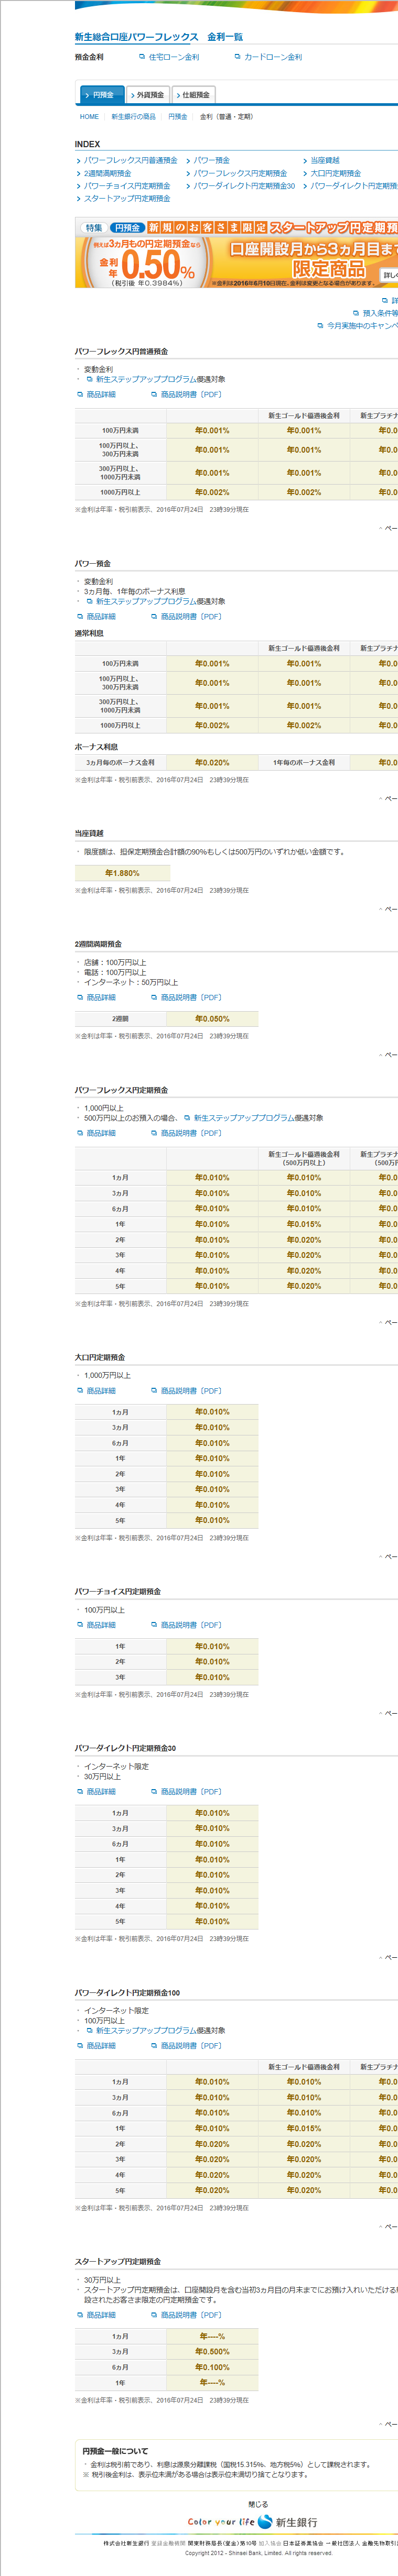 新生総合口座パワーフレックス　金利一覧
預金金利
住宅ローン金利
カードローン金利
円預金
外貨預金
仕組預金
HOME 新生銀行の商品 円預金 金利（普通・定期）
INDEX
パワーフレックス円普通預金 パワー預金 当座貸越
2週間満期預金 パワーフレックス円定期預金 大口円定期預金
パワーチョイス円定期預金 パワーダイレクト円定期預金30 パワーダイレクト円定期預
スタートアップ円定期預金
特集 円預金 新規のお客さま限定 スタートアップ円定期預
例えば3カ月もの円定期預金なら
金利 年 0.50%
（税引後 年0.3984%）
口座開設月から3ヵ月目ま
限定商品
詳し
※金利は2016年6月10日現在。金利は変更となる場合があります。
詳
預入条件等
今月実施中のキャンペ
パワーフレックス円普通預金
・ 変動金利
・ 新生ステップアッププログラム優遇対象
商品詳細 商品説明書〔PDF〕
新生ゴールド優遇後金利 新生プラチナ
100万円未満 年0.001% 年0.001% 年0.0
100万円以上、
300万円未満 年0.001% 年0.001% 年0.0
300万円以上、
1000万円未満 年0.001% 年0.001% 年0.0
1000万円以上 年0.002% 年0.002% 年0.0
※金利は年率・税引前表示、2016年07月24日　23時39分現在
ペー
パワー預金
・ 変動金利
・ 3ヵ月毎、1年毎のボーナス利息
・ 新生ステップアッププログラム優遇対象
商品詳細 商品説明書〔PDF〕
通常利息
新生ゴールド優遇後金利 新生プラチナ
100万円未満 年0.001% 年0.001% 年0.0
100万円以上、
300万円未満 年0.001% 年0.001% 年0.0
300万円以上、
1000万円未満 年0.001% 年0.001% 年0.0
1000万円以上 年0.002% 年0.002% 年0.0
ボーナス利息
3ヵ月毎のボーナス金利 年0.020% 1年毎のボーナス金利 年0.0
※金利は年率・税引前表示、2016年07月24日　23時39分現在
ペー
当座貸越
・ 限度額は、担保定期預金合計額の90%もしくは500万円のいずれか低い金額です。
年1.880%
※金利は年率・税引前表示、2016年07月24日　23時39分現在
ペー
2週間満期預金
・ 店舗：100万円以上
・ 電話：100万円以上
・ インターネット：50万円以上
商品詳細 商品説明書〔PDF〕
2週間 年0.050%
※金利は年率・税引前表示、2016年07月24日　23時39分現在
ペー
パワーフレックス円定期預金
・ 1,000円以上
・ 500万円以上のお預入の場合、 新生ステップアッププログラム優遇対象
商品詳細 商品説明書〔PDF〕
新生ゴールド優遇後金利 新生プラチナ
（500万円以上） （500万円
1ヵ月 年0.010% 年0.010% 年0.0
3ヵ月 年0.010% 年0.010% 年0.0
6ヵ月 年0.010% 年0.010% 年0.0
1年 年0.010% 年0.015% 年0.0
2年 年0.010% 年0.020% 年0.0
3年 年0.010% 年0.020% 年0.0
4年 年0.010% 年0.020% 年0.0
5年 年0.010% 年0.020% 年0.0
※金利は年率・税引前表示、2016年07月24日　23時39分現在
ペー
大口円定期預金
・ 1,000万円以上
商品詳細 商品説明書〔PDF〕
1ヵ月 年0.010%
3ヵ月 年0.010%
6ヵ月 年0.010%
1年 年0.010%
2年 年0.010%
3年 年0.010%
4年 年0.010%
5年 年0.010%
※金利は年率・税引前表示、2016年07月24日　23時39分現在
ペー
パワーチョイス円定期預金
・ 100万円以上
商品詳細 商品説明書〔PDF〕
1年 年0.010%
2年 年0.010%
3年 年0.010%
※金利は年率・税引前表示、2016年07月24日　23時39分現在
ペー
パワーダイレクト円定期預金30
・ インターネット限定
・ 30万円以上
商品詳細 商品説明書〔PDF〕
1ヵ月 年0.010%
3ヵ月 年0.010%
6ヵ月 年0.010%
1年 年0.010%
2年 年0.010%
3年 年0.010%
4年 年0.010%
5年 年0.010%
※金利は年率・税引前表示、2016年07月24日　23時39分現在
ペー
パワーダイレクト円定期預金100
・ インターネット限定
・ 100万円以上
・ 新生ステップアッププログラム優遇対象
商品詳細 商品説明書〔PDF〕
新生ゴールド優遇後金利 新生プラチナ
1ヵ月 年0.010% 年0.010% 年0.0
3ヵ月 年0.010% 年0.010% 年0.0
6ヵ月 年0.010% 年0.010% 年0.0
1年 年0.010% 年0.015% 年0.0
2年 年0.020% 年0.020% 年0.0
3年 年0.020% 年0.020% 年0.0
4年 年0.020% 年0.020% 年0.0
5年 年0.020% 年0.020% 年0.0
※金利は年率・税引前表示、2016年07月24日　23時39分現在
ペー
スタートアップ円定期預金
・ 30万円以上
・ スタートアップ円定期預金は、口座開設月を含む当初3ヵ月目の月末までにお預け入れいただける
段されたお客さま限定の円定期預金です。
商品詳細 商品説明書〔PDF〕
1ヵ月 年----%
3ヵ月 年0.500%
6ヵ月 年0.100%
1年 年----%
※金利は年率・税引前表示、2016年07月24日　23時39分現在
ペー
円預金一般について
・ 金利は税引前であり、利息は源泉分離課税（国税15.315%、地方税5%）として課税されます。
※ 税引後金利は、表示位未満がある場合は表示位未満切り捨てとなります。
閉じる
Color your life 新生銀行
株式会社新生銀行 登録金融機関 関東財務局長（登金）第10号 加入協会 日本証券業協会 一般社団法人 金融先物取引
Copyright 2012 - Shinsei Bank, Limited. All rights reserved.